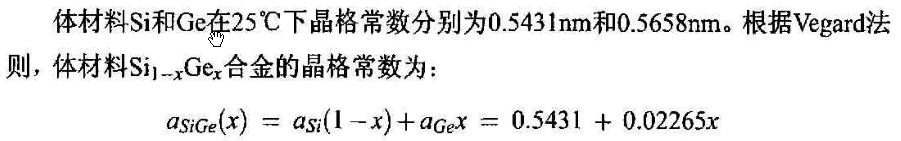 体材料Si和Ge在25℃下晶格常数分别为0.5431nm和0.5658nm。根据Vegard法
则，体材料Si₁₋ₓGeₓ合金的晶格常数为：
a_SiGe(x) = a_Si(1−x)+a_Ge x = 0.5431 + 0.02265x